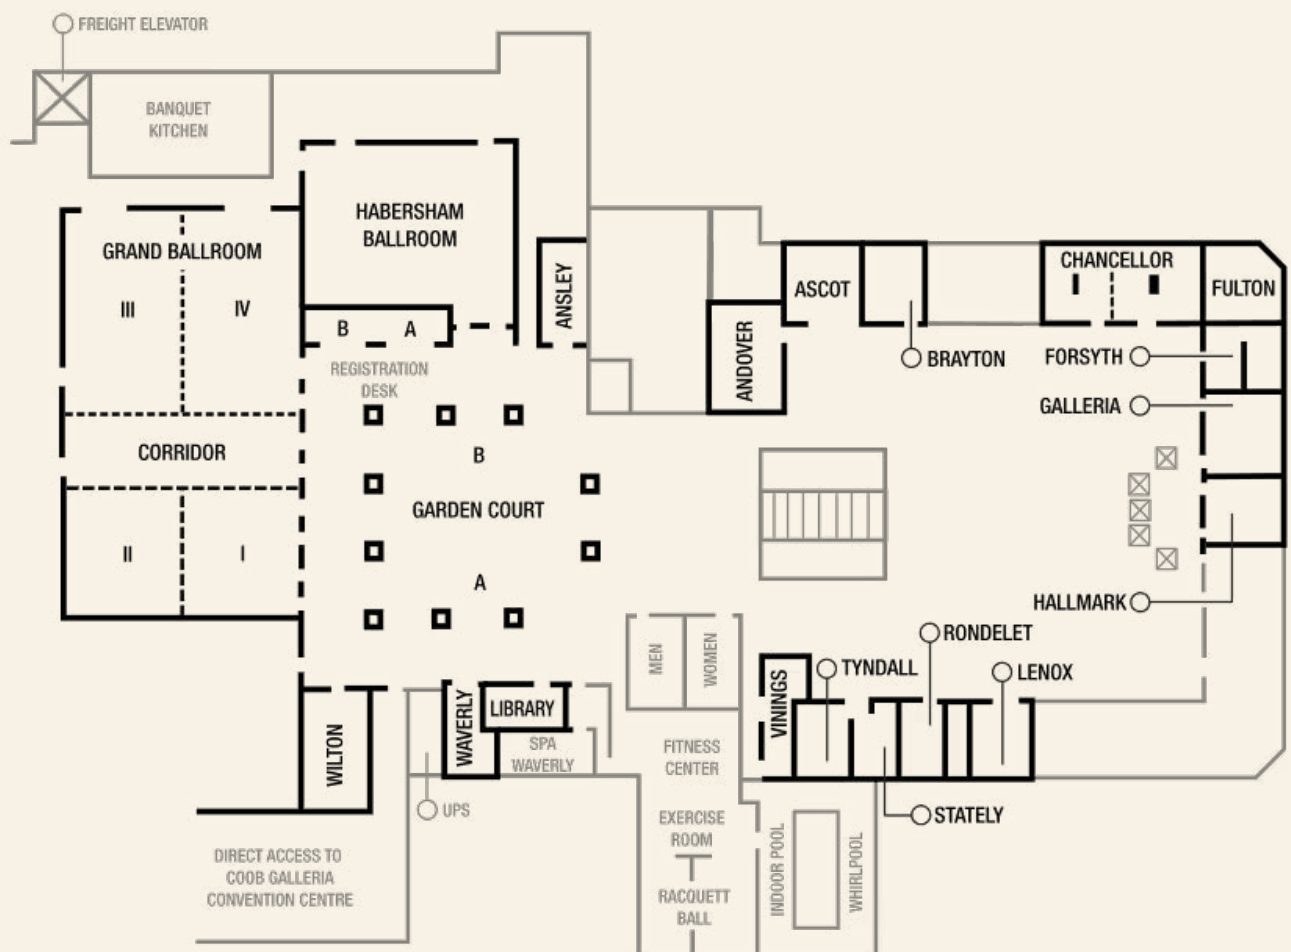 FREIGHT ELEVATOR
BANQUET
KITCHEN
HABERSHAM
BALLROOM
GRAND BALLROOM
III
IV
B
A
REGISTRATION
DESK
ANSLEY
ASCOT
BRAYTON
ANDOVER
CHANCELLOR
FULTON
FORSYTH
GALLERIA
CORRIDOR
B
GARDEN COURT
A
II
I
HALLMARK
MEN
WOMEN
RONDELET
TYNDALL
LENOX
VININGS
STATELY
WILTON
WAVERLY
LIBRARY
SPA
WAVERLY
UPS
FITNESS
CENTER
EXERCISE
ROOM
RACQUETT
BALL
INDOOR POOL
WHIRLPOOL
DIRECT ACCESS TO
COOB GALLERIA
CONVENTION CENTRE